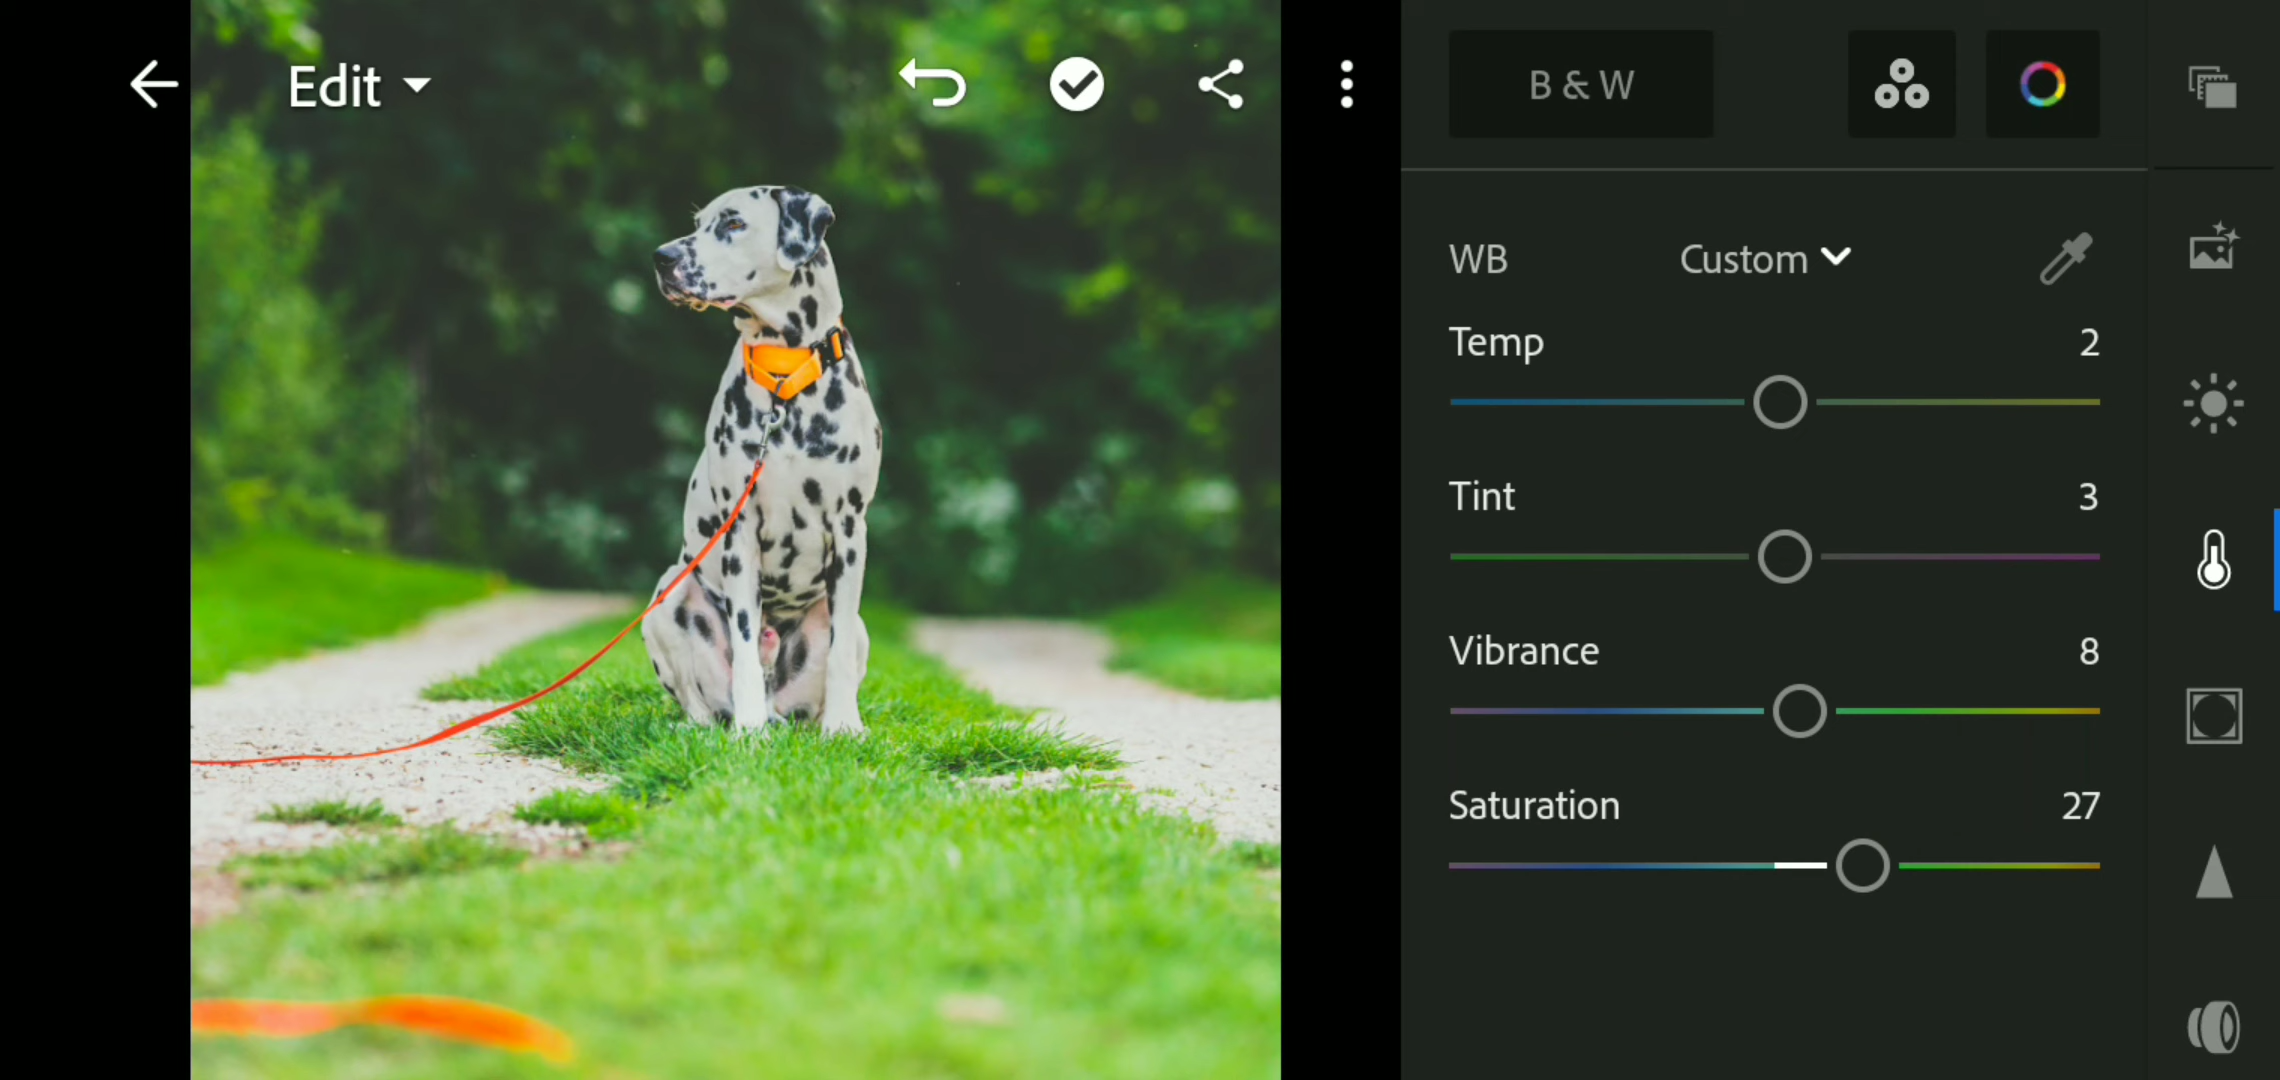 Edit
B & W
WB Custom
Temp 2
Tint 3
Vibrance 8
Saturation 27